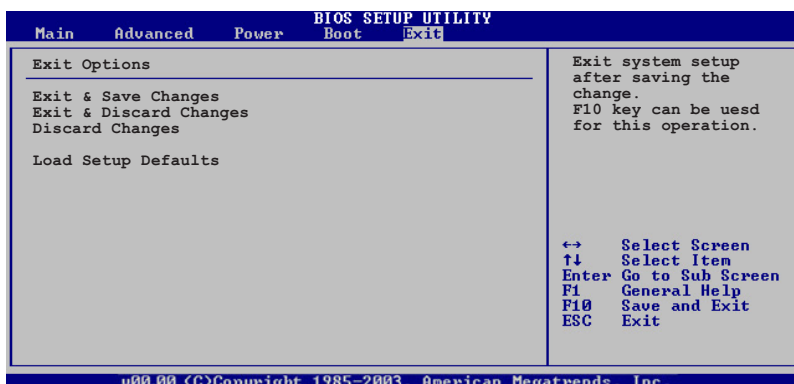 BIOS SETUP UTILITY
Main Advanced Power Boot Exit
Exit Options
Exit & Save Changes
Exit & Discard Changes
Discard Changes
Load Setup Defaults
Exit system setup
after saving the
change.
F10 key can be uesd
for this operation.
←→ Select Screen
↑↓ Select Item
Enter Go to Sub Screen
F1 General Help
F10 Save and Exit
ESC Exit
v00.00 (C)Copyright 1985-2003, American Megatrends, Inc.